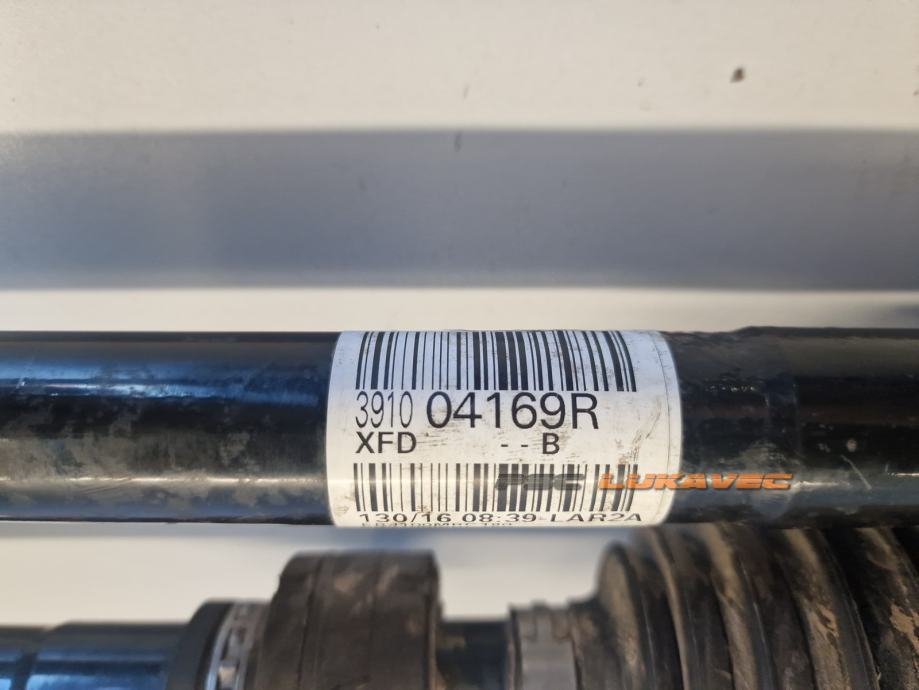 3910 04169R
XFD -- B
LUKAVEC
130/16 08:39-LAR2A